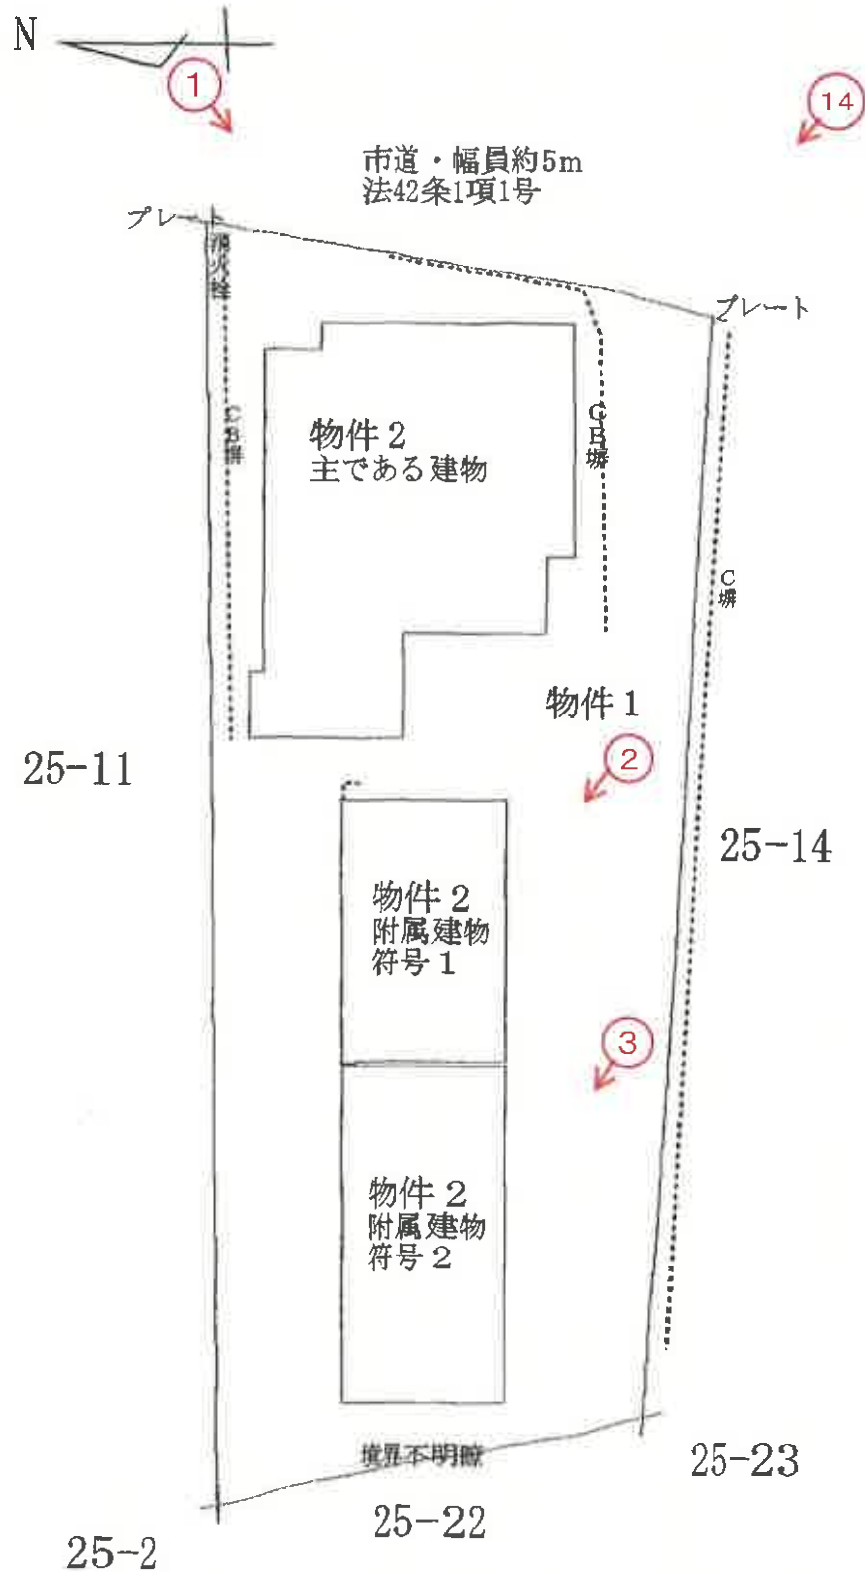 N
1
14
市道・幅員約5m
法42条1項1号
プレート
消火栓
プレート
CB塀
物件2
主である建物
CB塀
C塀
物件1
2
25-11
25-14
物件2
附属建物
符号1
3
物件2
附属建物
符号2
境界不明瞭
25-23
25-22
25-2